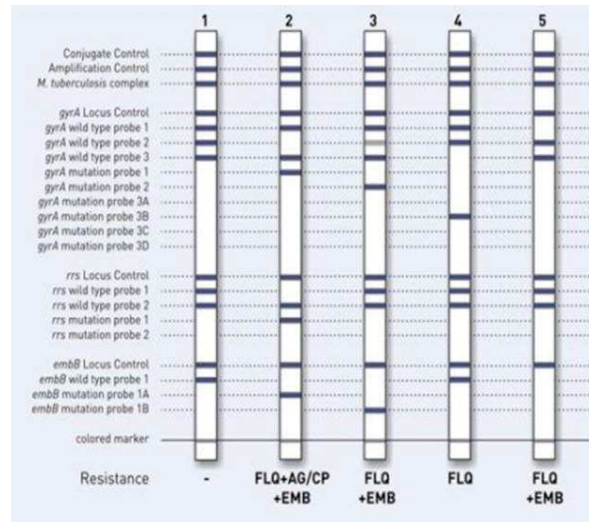 1 2 3 4 5
Conjugate Control
Amplification Control
M. tuberculosis complex
gyrA Locus Control
gyrA wild type probe 1
gyrA wild type probe 2
gyrA wild type probe 3
gyrA mutation probe 1
gyrA mutation probe 2
gyrA mutation probe 3A
gyrA mutation probe 3B
gyrA mutation probe 3C
gyrA mutation probe 3D
rrs Locus Control
rrs wild type probe 1
rrs wild type probe 2
rrs mutation probe 1
rrs mutation probe 2
embB Locus Control
embB wild type probe 1
embB mutation probe 1A
embB mutation probe 1B
colored marker
Resistance - FLQ+AG/CP FLQ FLQ FLQ
+EMB +EMB +EMB